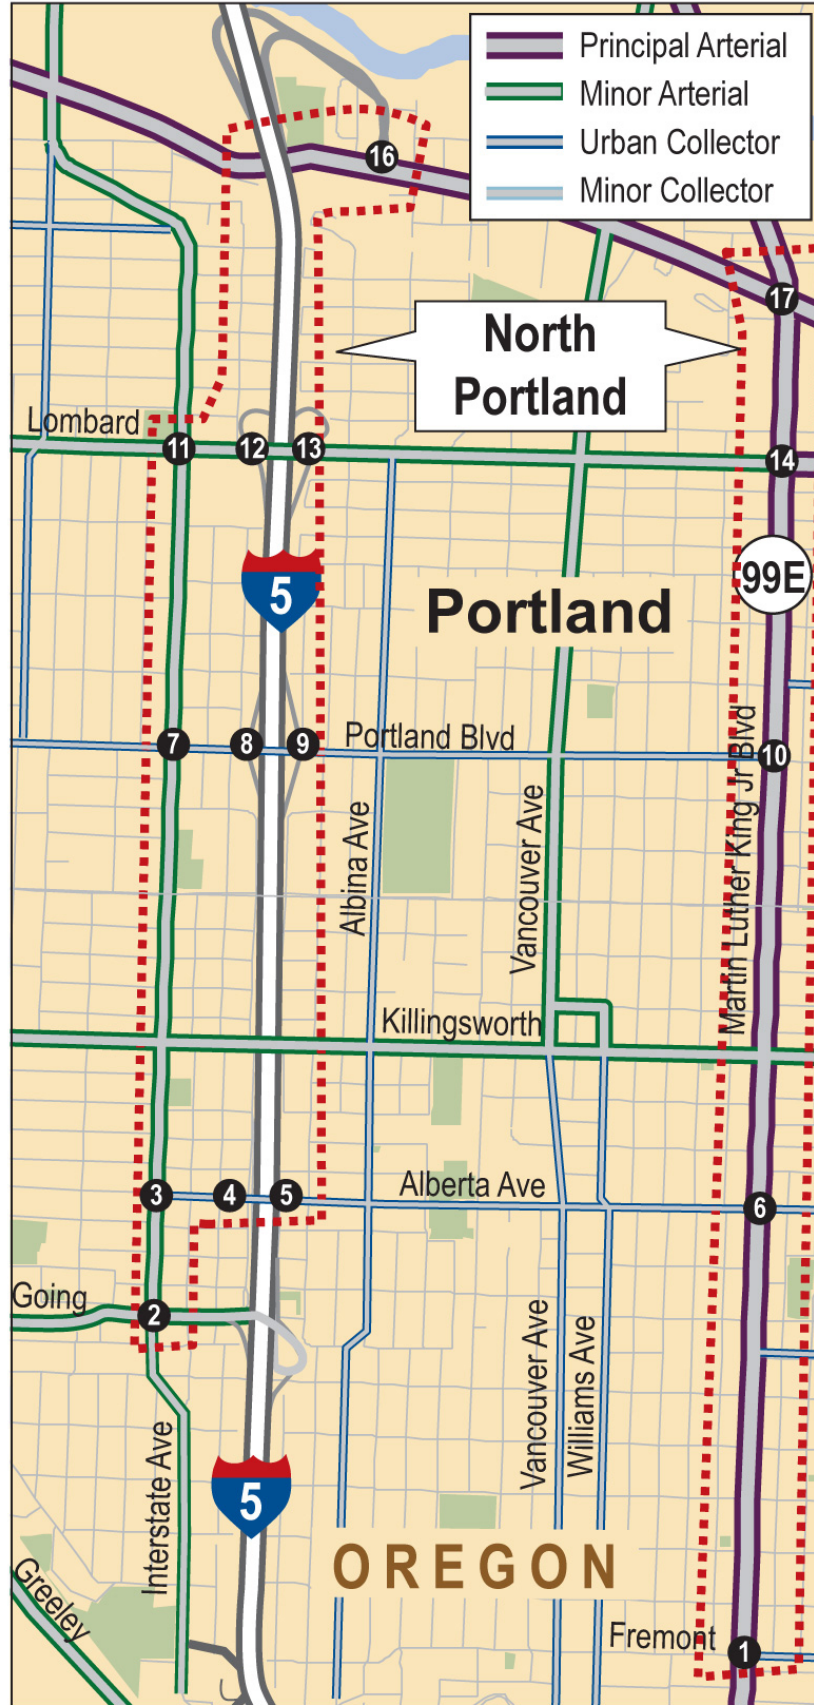 Principal Arterial
Minor Arterial
Urban Collector
Minor Collector
16
17
North
Portland
Lombard
11
12
13
14
5
99E
Portland
7
8
9
Portland Blvd
10
Albina Ave
Vancouver Ave
Martin Luther King Jr Blvd
Killingsworth
3
4
5
Alberta Ave
6
Going
2
Vancouver Ave
Williams Ave
Interstate Ave
5
OREGON
Greeley
Fremont
1